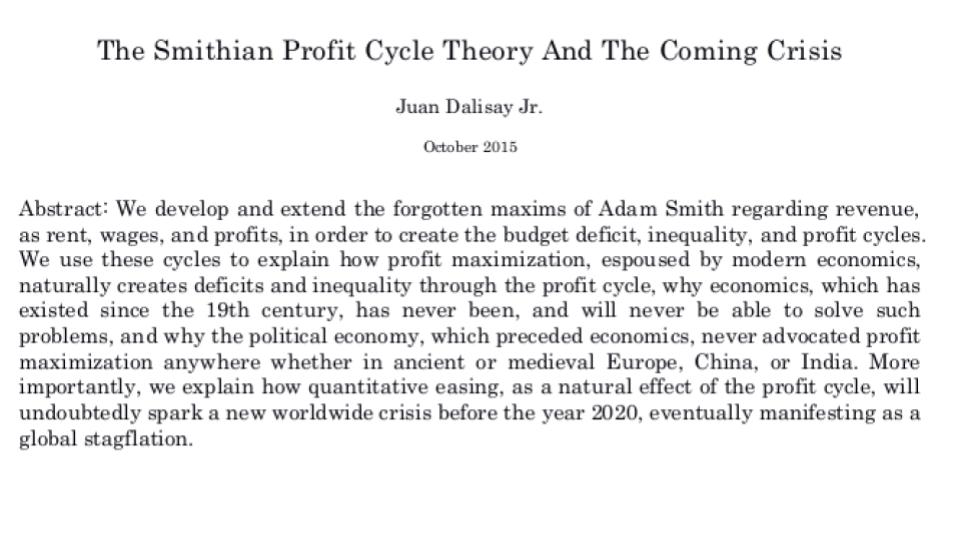 The Smithian Profit Cycle Theory And The Coming Crisis
Juan Dalisay Jr.
October 2015
Abstract: We develop and extend the forgotten maxims of Adam Smith regarding revenue,
as rent, wages, and profits, in order to create the budget deficit, inequality, and profit cycles.
We use these cycles to explain how profit maximization, espoused by modern economics,
naturally creates deficits and inequality through the profit cycle, why economics, which has
existed since the 19th century, has never been, and will never be able to solve such
problems, and why the political economy, which preceded economics, never advocated profit
maximization anywhere whether in ancient or medieval Europe, China, or India. More
importantly, we explain how quantitative easing, as a natural effect of the profit cycle, will
undoubtedly spark a new worldwide crisis before the year 2020, eventually manifesting as a
global stagflation.